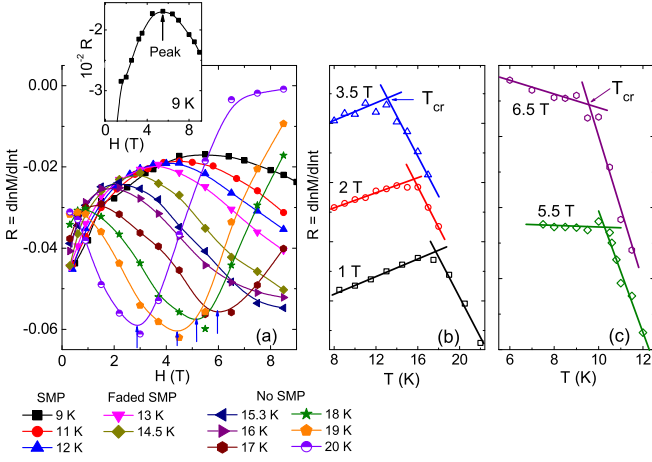 -2
-3
10⁻² R
Peak
9 K
H (T)
3 6 9
0.00
-0.02
-0.04
-0.06
R = dlnM/dlnt
(a)
0 2 4 6 8
H (T)
R = dlnM/dlnt
3.5 T
T_cr
2 T
1 T
(b)
8 12 16 20
T (K)
6.5 T
T_cr
5.5 T
(c)
6 8 10 12
T (K)
SMP Faded SMP No SMP
9 K 13 K 15.3 K 18 K
11 K 14.5 K 16 K 19 K
12 K 17 K 20 K